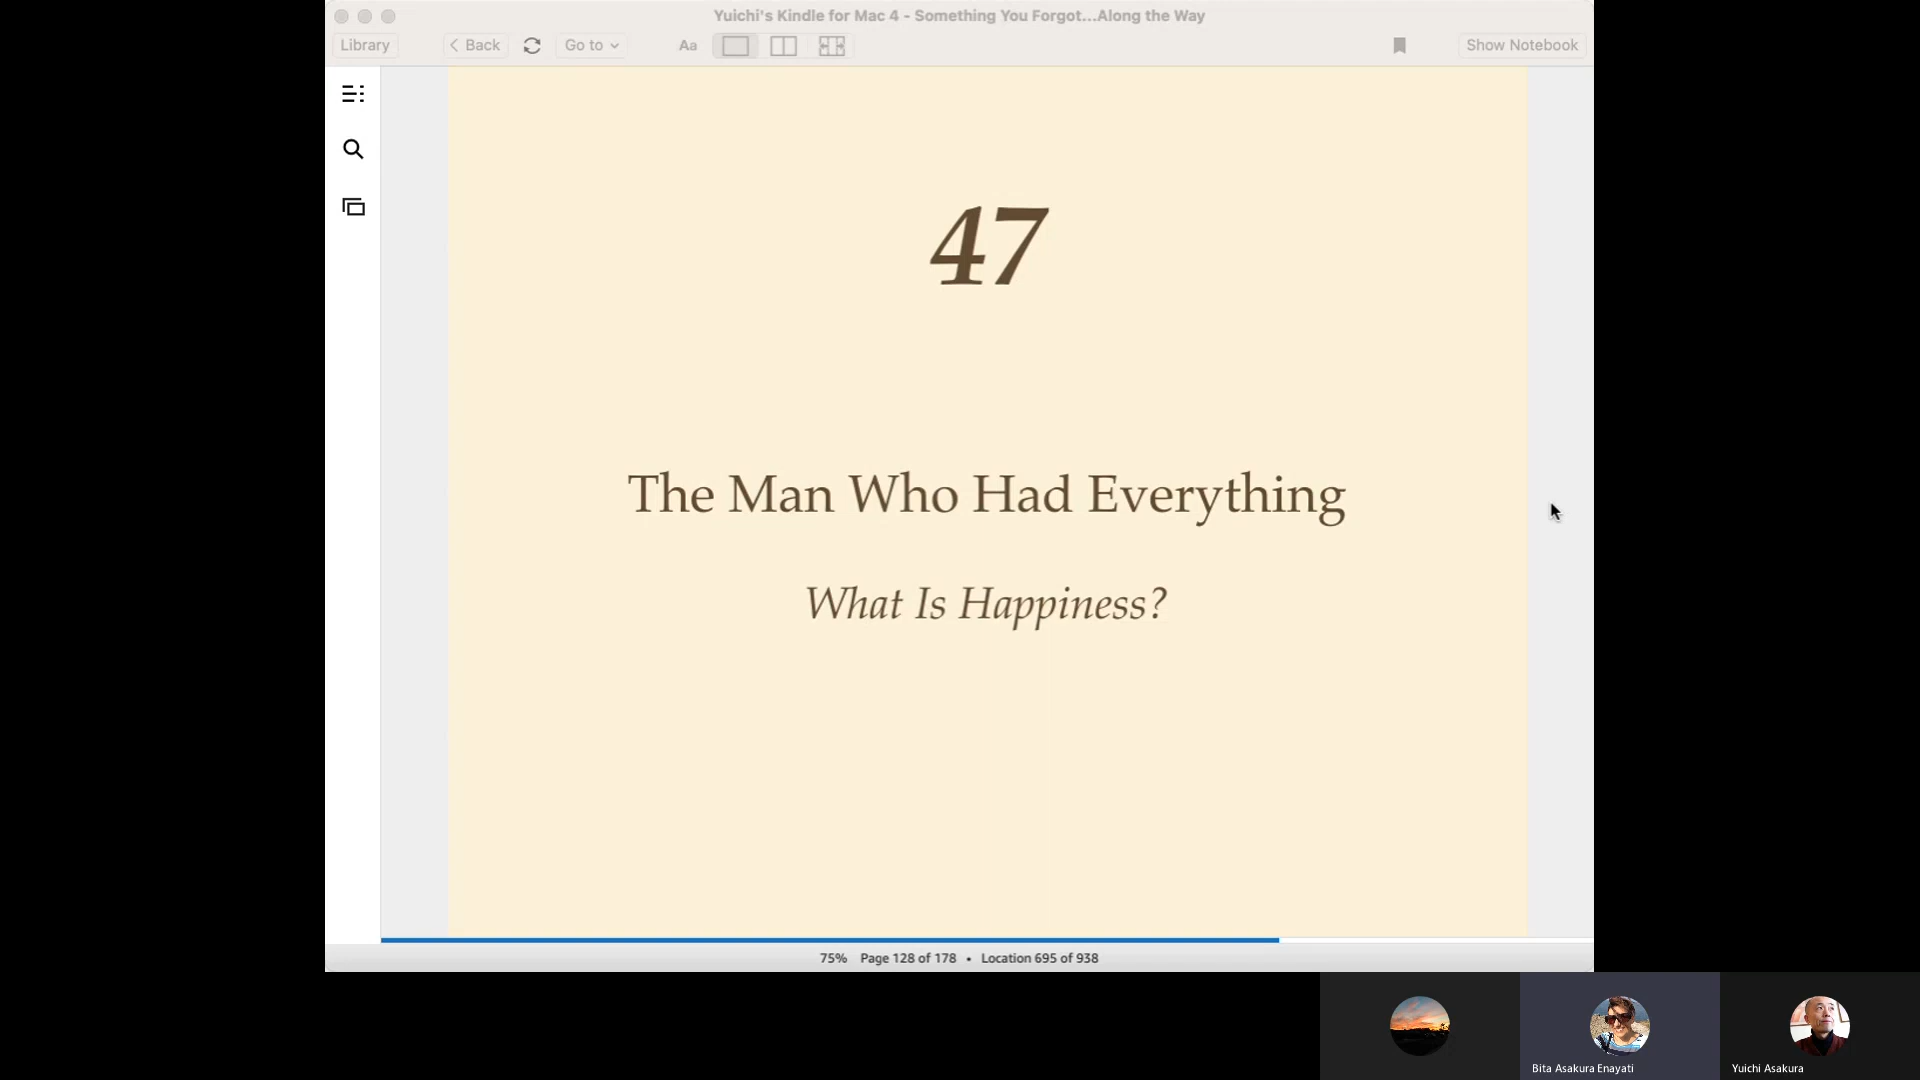 Yuichi's Kindle for Mac 4 - Something You Forgot...Along the Way
Library
Back
Go to
Aa
Show Notebook
47
The Man Who Had Everything
What Is Happiness?
75% Page 128 of 178 • Location 695 of 938
Bita Asakura Enayati
Yuichi Asakura